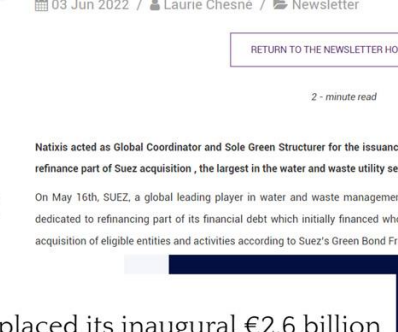 03 Jun 2022 / Laurie Chesné / Newsletter
RETURN TO THE NEWSLETTER HO
2 - minute read
Natixis acted as Global Coordinator and Sole Green Structurer for the issuanc
refinance part of Suez acquisition , the largest in the water and waste utility se
On May 16th, SUEZ, a global leading player in water and waste managemer
dedicated to refinancing part of its financial debt which initially financed who
acquisition of eligible entities and activities according to Suez's Green Bond Fr
placed its inaugural €2.6 billion